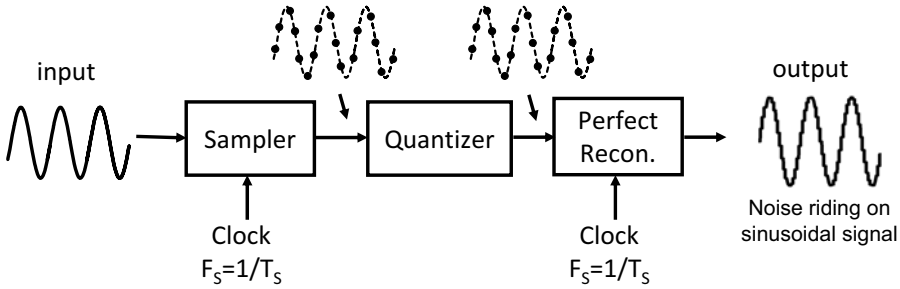 input
Sampler
Quantizer
Perfect
Recon.
output
Noise riding on
sinusoidal signal
Clock
F_S=1/T_S
Clock
F_S=1/T_S